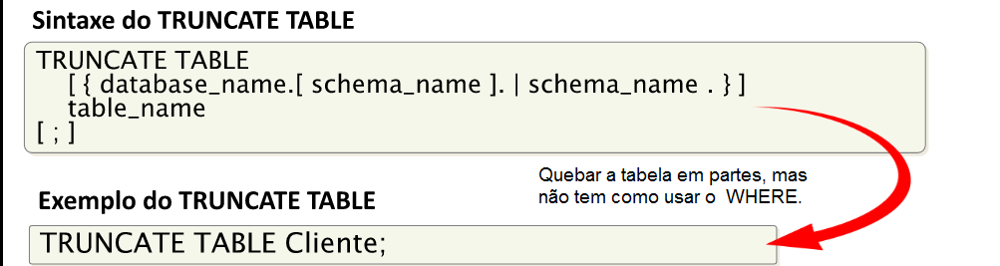 Sintaxe do TRUNCATE TABLE
TRUNCATE TABLE
[ { database_name.[ schema_name ]. | schema_name . } ]
table_name
[ ; ]
Quebar a tabela em partes, mas
não tem como usar o WHERE.
Exemplo do TRUNCATE TABLE
TRUNCATE TABLE Cliente;